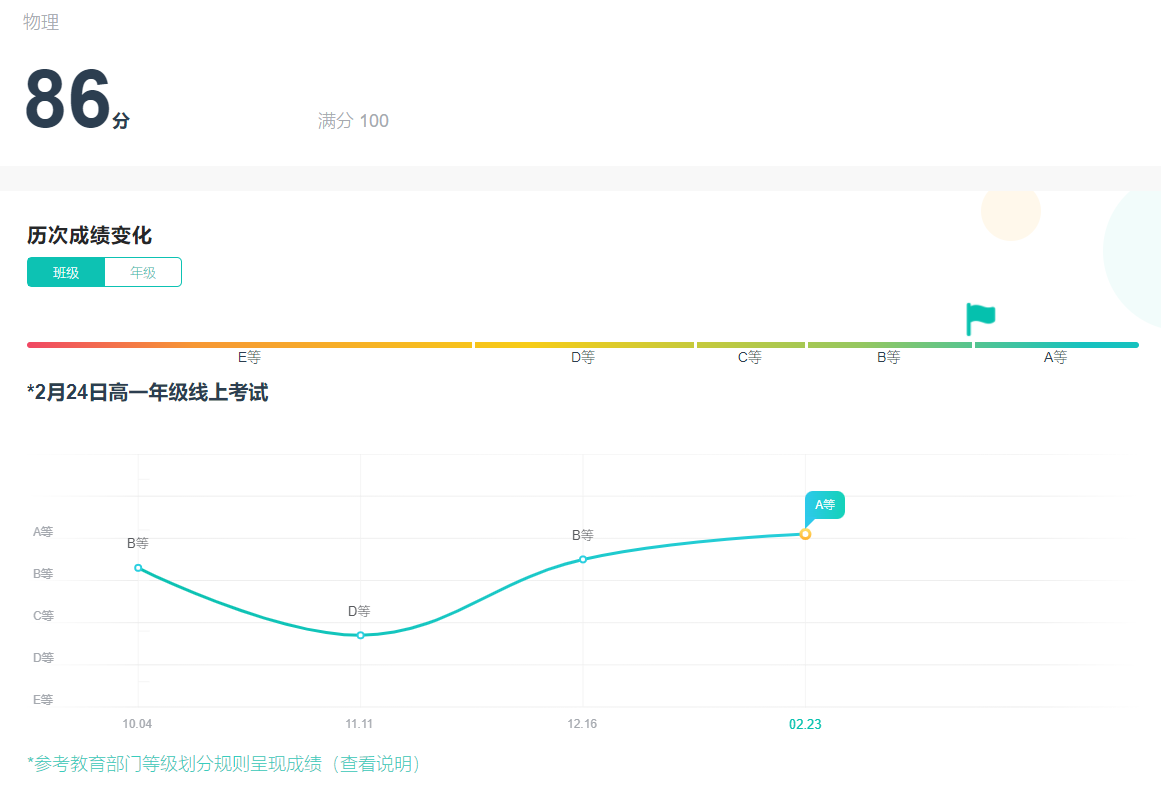 物理
86分
满分 100
历次成绩变化
班级 年级
E等 D等 C等 B等 A等
*2月24日高一年级线上考试
A等
A等
B等
B等
B等
D等
C等
D等
E等
10.04 11.11 12.16 02.23
*参考教育部门等级划分规则呈现成绩（查看说明）